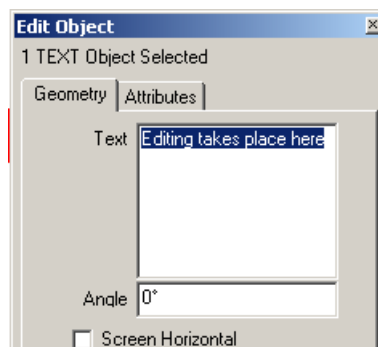 Edit Object
1 TEXT Object Selected
Geometry Attributes
Text Editing takes place here
Angle 0°
Screen Horizontal